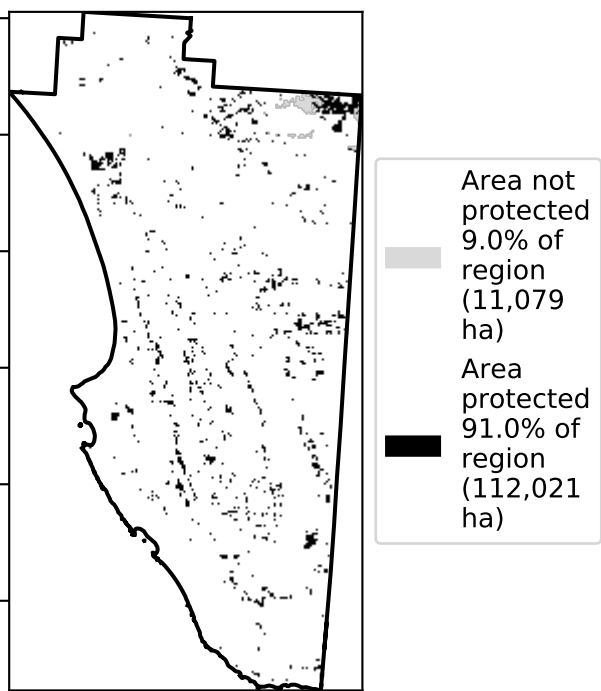 Area not
protected
9.0% of
region
(11,079
ha)
Area
protected
91.0% of
region
(112,021
ha)